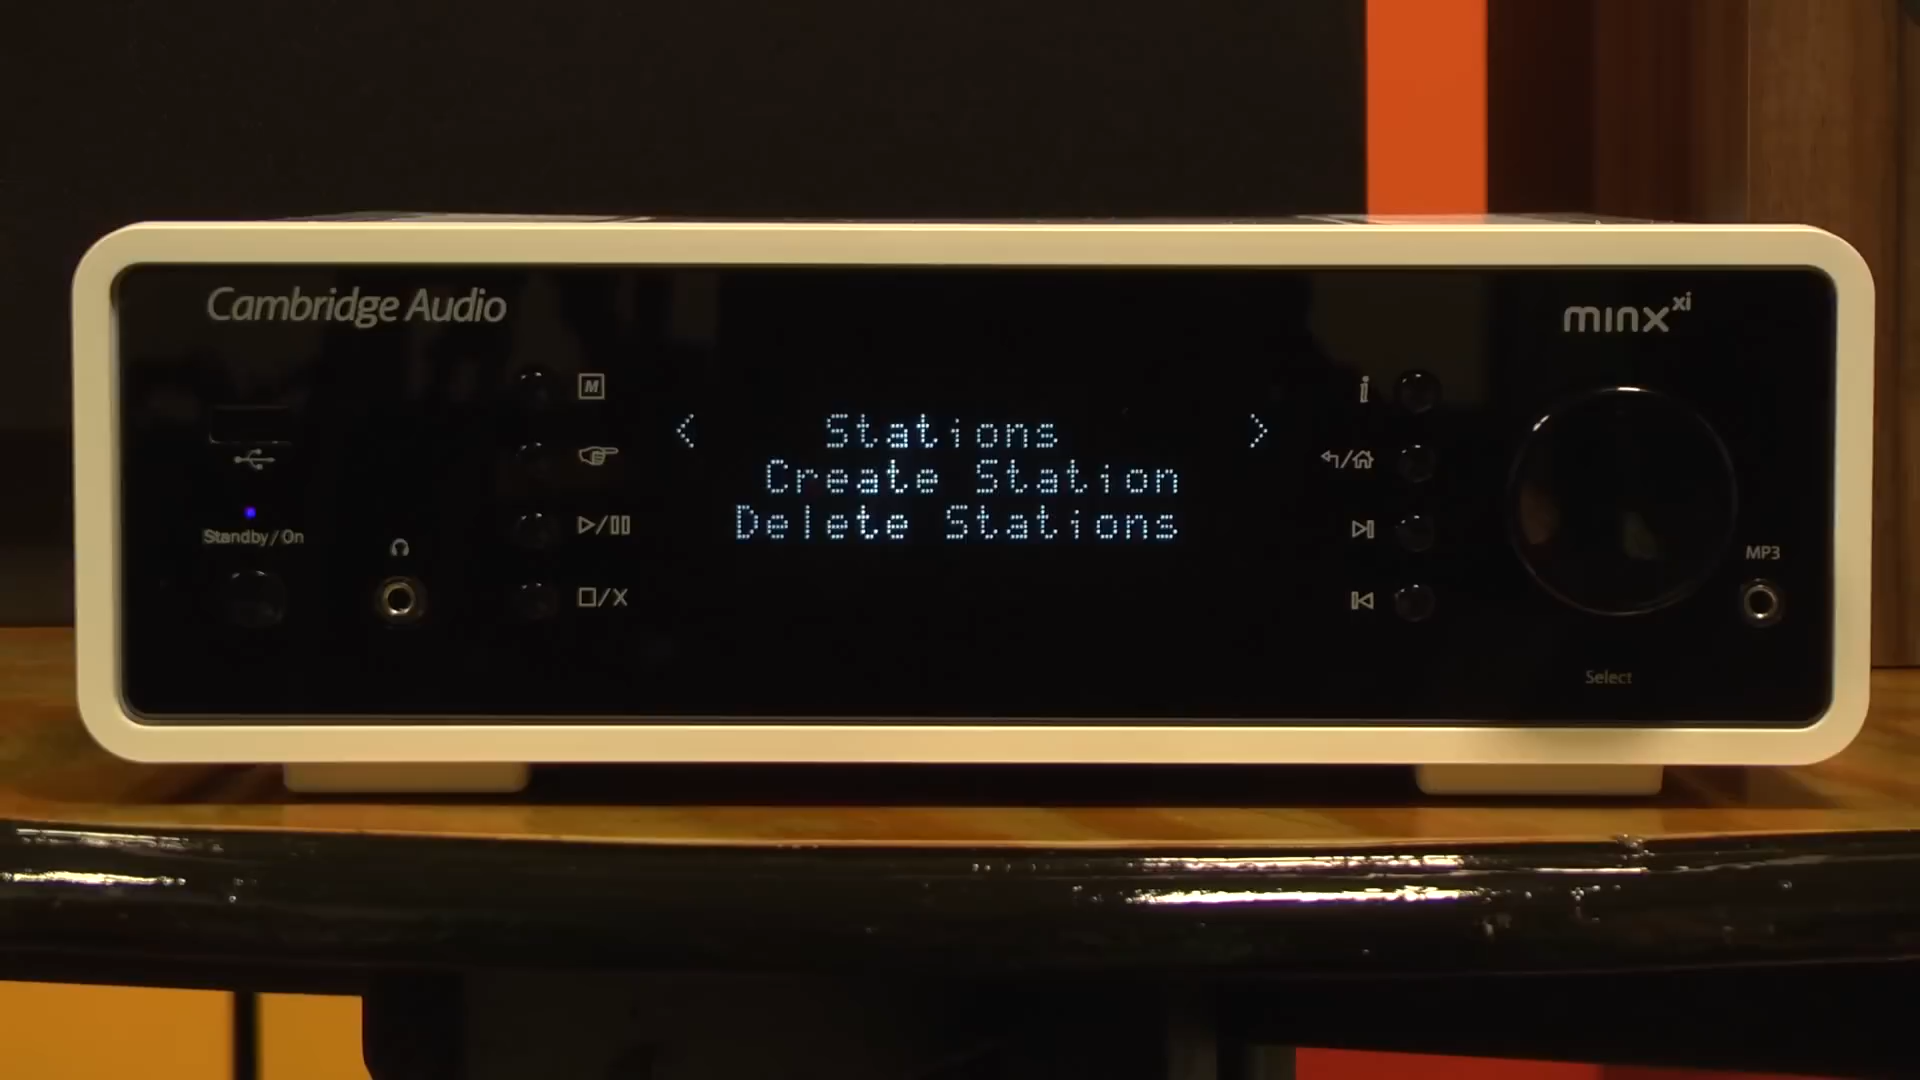 Cambridge Audio
minx xi
M
i
< Stations >
Create Station
Delete Stations
Standby/On
/X
MP3
Select